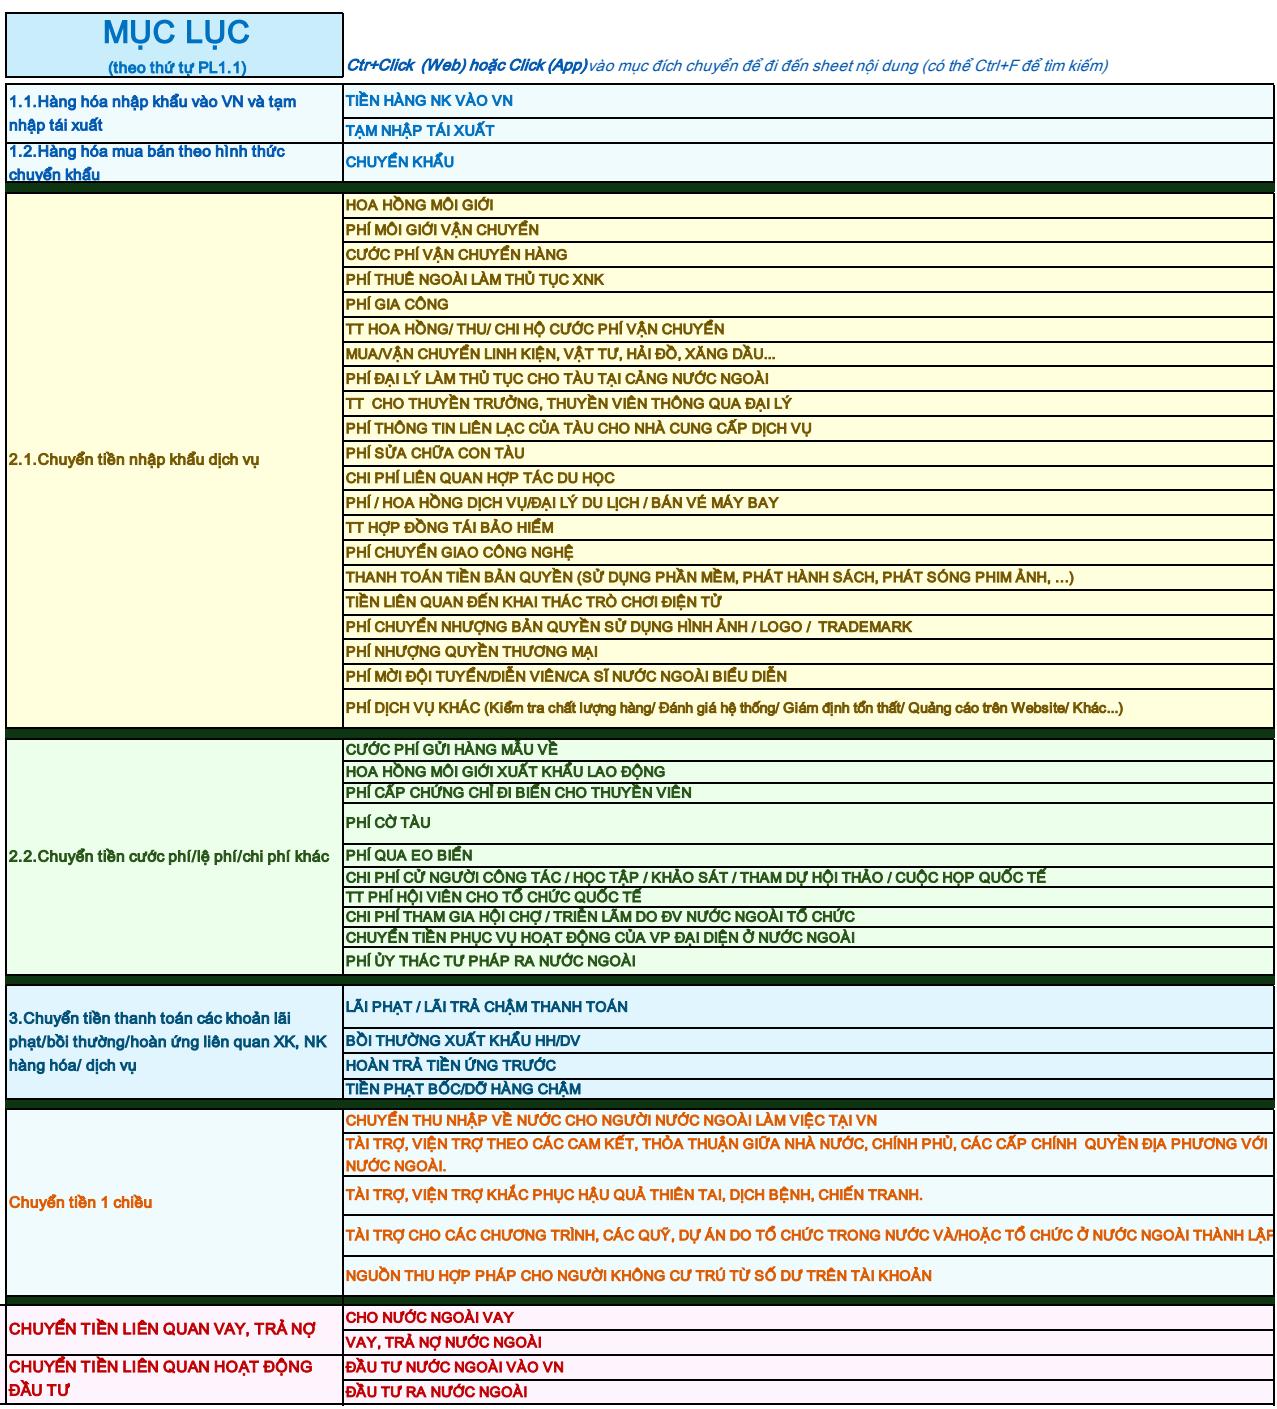 MỤC LỤC
(theo thứ tự PL1.1)
Ctr+Click (Web) hoặc Click (App)vào mục đích chuyển để đi đến sheet nội dung (có thể Ctrl+F để tìm kiếm)
1.1.Hàng hóa nhập khẩu vào VN và tạm
nhập tái xuất
TIỀN HÀNG NK VÀO VN
TẠM NHẬP TÁI XUẤT
1.2.Hàng hóa mua bán theo hình thức
chuyển khẩu
CHUYỂN KHẨU
2.1.Chuyển tiền nhập khẩu dịch vụ
HOA HỒNG MÔI GIỚI
PHÍ MÔI GIỚI VẬN CHUYỂN
CƯỚC PHÍ VẬN CHUYỂN HÀNG
PHÍ THUÊ NGOÀI LÀM THỦ TỤC XNK
PHÍ GIA CÔNG
TT HOA HỒNG/ THU/ CHI HỘ CƯỚC PHÍ VẬN CHUYỂN
MUA/VẬN CHUYỂN LINH KIỆN, VẬT TƯ, HẢI ĐỒ, XĂNG DẦU...
PHÍ ĐẠI LÝ LÀM THỦ TỤC CHO TÀU TẠI CẢNG NƯỚC NGOÀI
TT CHO THUYỀN TRƯỞNG, THUYỀN VIÊN THÔNG QUA ĐẠI LÝ
PHÍ THÔNG TIN LIÊN LẠC CỦA TÀU CHO NHÀ CUNG CẤP DỊCH VỤ
PHÍ SỬA CHỮA CON TÀU
CHI PHÍ LIÊN QUAN HỢP TÁC DU HỌC
PHÍ / HOA HỒNG DỊCH VỤ/ĐẠI LÝ DU LỊCH / BÁN VÉ MÁY BAY
TT HỢP ĐỒNG TÁI BẢO HIỂM
PHÍ CHUYỂN GIAO CÔNG NGHỆ
THANH TOÁN TIỀN BẢN QUYỀN (SỬ DỤNG PHẦN MỀM, PHÁT HÀNH SÁCH, PHÁT SÓNG PHIM ẢNH, ...)
TIỀN LIÊN QUAN ĐẾN KHAI THÁC TRÒ CHƠI ĐIỆN TỬ
PHÍ CHUYỂN NHƯỢNG BẢN QUYỀN SỬ DỤNG HÌNH ẢNH / LOGO / TRADEMARK
PHÍ NHƯỢNG QUYỀN THƯƠNG MẠI
PHÍ MỜI ĐỘI TUYỂN/DIỄN VIÊN/CA SĨ NƯỚC NGOÀI BIỂU DIỄN
PHÍ DỊCH VỤ KHÁC (Kiểm tra chất lượng hàng/ Đánh giá hệ thống/ Giám định tổn thất/ Quảng cáo trên Website/ Khác...)
2.2.Chuyển tiền cước phí/lệ phí/chi phí khác
CƯỚC PHÍ GỬI HÀNG MẪU VỀ
HOA HỒNG MÔI GIỚI XUẤT KHẨU LAO ĐỘNG
PHÍ CẤP CHỨNG CHỈ ĐI BIỂN CHO THUYỀN VIÊN
PHÍ CỜ TÀU
PHÍ QUA EO BIỂN
CHI PHÍ CỬ NGƯỜI CÔNG TÁC / HỌC TẬP / KHẢO SÁT / THAM DỰ HỘI THẢO / CUỘC HỌP QUỐC TẾ
TT PHÍ HỘI VIÊN CHO TỔ CHỨC QUỐC TẾ
CHI PHÍ THAM GIA HỘI CHỢ / TRIỂN LÃM DO ĐV NƯỚC NGOÀI TỔ CHỨC
CHUYỂN TIỀN PHỤC VỤ HOẠT ĐỘNG CỦA VP ĐẠI DIỆN Ở NƯỚC NGOÀI
PHÍ ỦY THÁC TƯ PHÁP RA NƯỚC NGOÀI
3.Chuyển tiền thanh toán các khoản lãi
phạt/bồi thường/hoàn ứng liên quan XK, NK
hàng hóa/ dịch vụ
LÃI PHẠT / LÃI TRẢ CHẬM THANH TOÁN
BỒI THƯỜNG XUẤT KHẨU HH/DV
HOÀN TRẢ TIỀN ỨNG TRƯỚC
TIỀN PHẠT BỐC/DỠ HÀNG CHẬM
Chuyển tiền 1 chiều
CHUYỂN THU NHẬP VỀ NƯỚC CHO NGƯỜI NƯỚC NGOÀI LÀM VIỆC TẠI VN
TÀI TRỢ, VIỆN TRỢ THEO CÁC CAM KẾT, THỎA THUẬN GIỮA NHÀ NƯỚC, CHÍNH PHỦ, CÁC CẤP CHÍNH QUYỀN ĐỊA PHƯƠNG VỚI
NƯỚC NGOÀI.
TÀI TRỢ, VIỆN TRỢ KHẮC PHỤC HẬU QUẢ THIÊN TAI, DỊCH BỆNH, CHIẾN TRANH.
TÀI TRỢ CHO CÁC CHƯƠNG TRÌNH, CÁC QUỸ, DỰ ÁN DO TỔ CHỨC TRONG NƯỚC VÀ/HOẶC TỔ CHỨC Ở NƯỚC NGOÀI THÀNH LẬP
NGUỒN THU HỢP PHÁP CHO NGƯỜI KHÔNG CƯ TRÚ TỪ SỐ DƯ TRÊN TÀI KHOẢN
CHUYỂN TIỀN LIÊN QUAN VAY, TRẢ NỢ
CHO NƯỚC NGOÀI VAY
VAY, TRẢ NỢ NƯỚC NGOÀI
CHUYỂN TIỀN LIÊN QUAN HOẠT ĐỘNG
ĐẦU TƯ
ĐẦU TƯ NƯỚC NGOÀI VÀO VN
ĐẦU TƯ RA NƯỚC NGOÀI